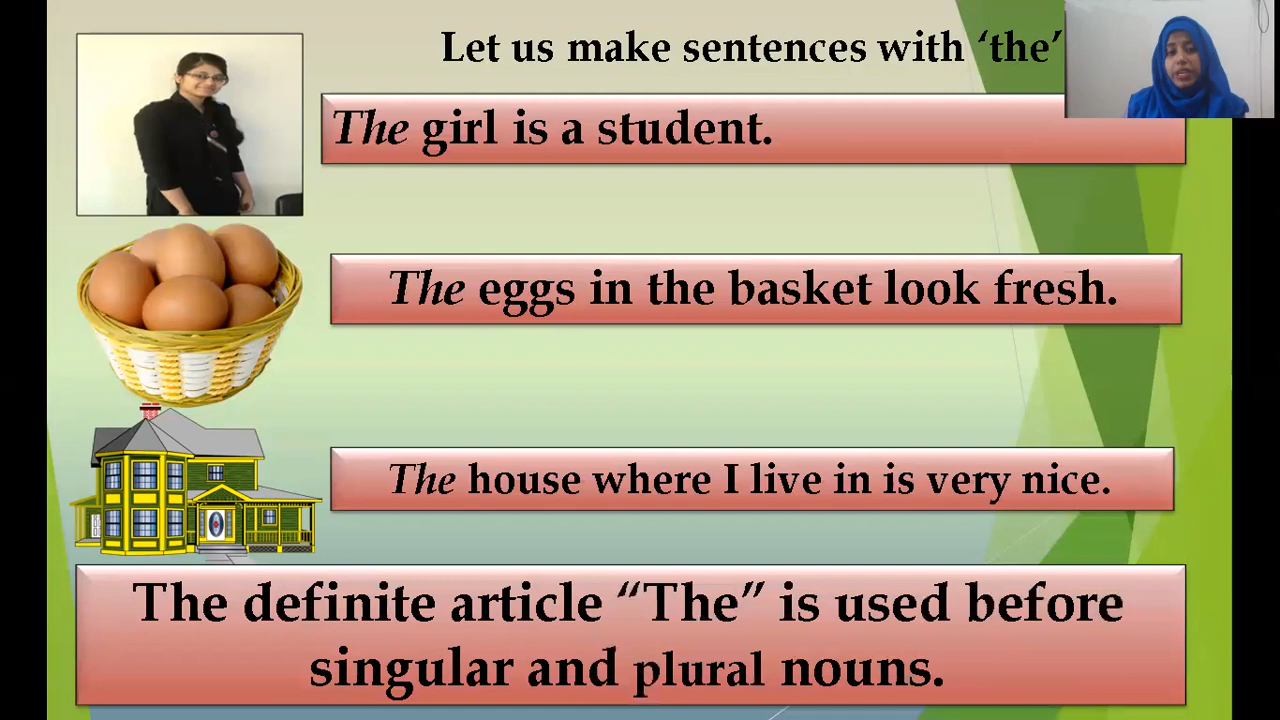 Let us make sentences with ‘the’
The girl is a student.
The eggs in the basket look fresh.
The house where I live in is very nice.
The definite article “The” is used before
singular and plural nouns.